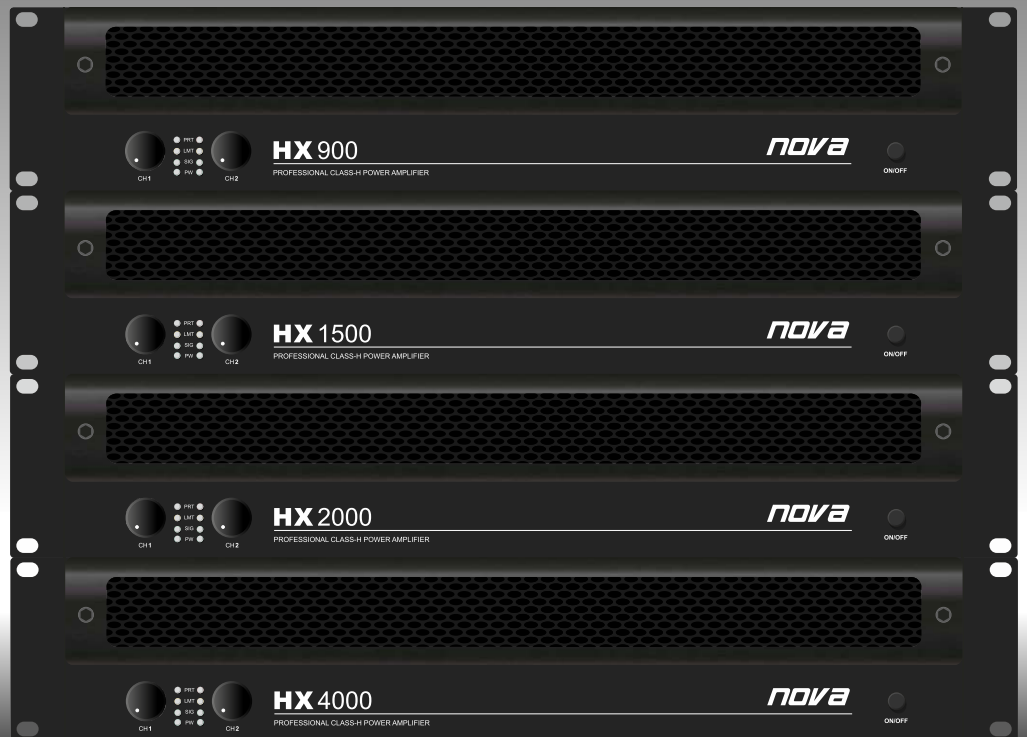 PRT
LMT
SIG
PW
CH1
CH2
HX 900
nova
PROFESSIONAL CLASS-H POWER AMPLIFIER
ON/OFF
PRT
LMT
SIG
PW
CH1
CH2
HX 1500
nova
PROFESSIONAL CLASS-H POWER AMPLIFIER
ON/OFF
PRT
LMT
SIG
PW
CH1
CH2
HX 2000
nova
PROFESSIONAL CLASS-H POWER AMPLIFIER
ON/OFF
PRT
LMT
SIG
PW
CH1
CH2
HX 4000
nova
PROFESSIONAL CLASS-H POWER AMPLIFIER
ON/OFF